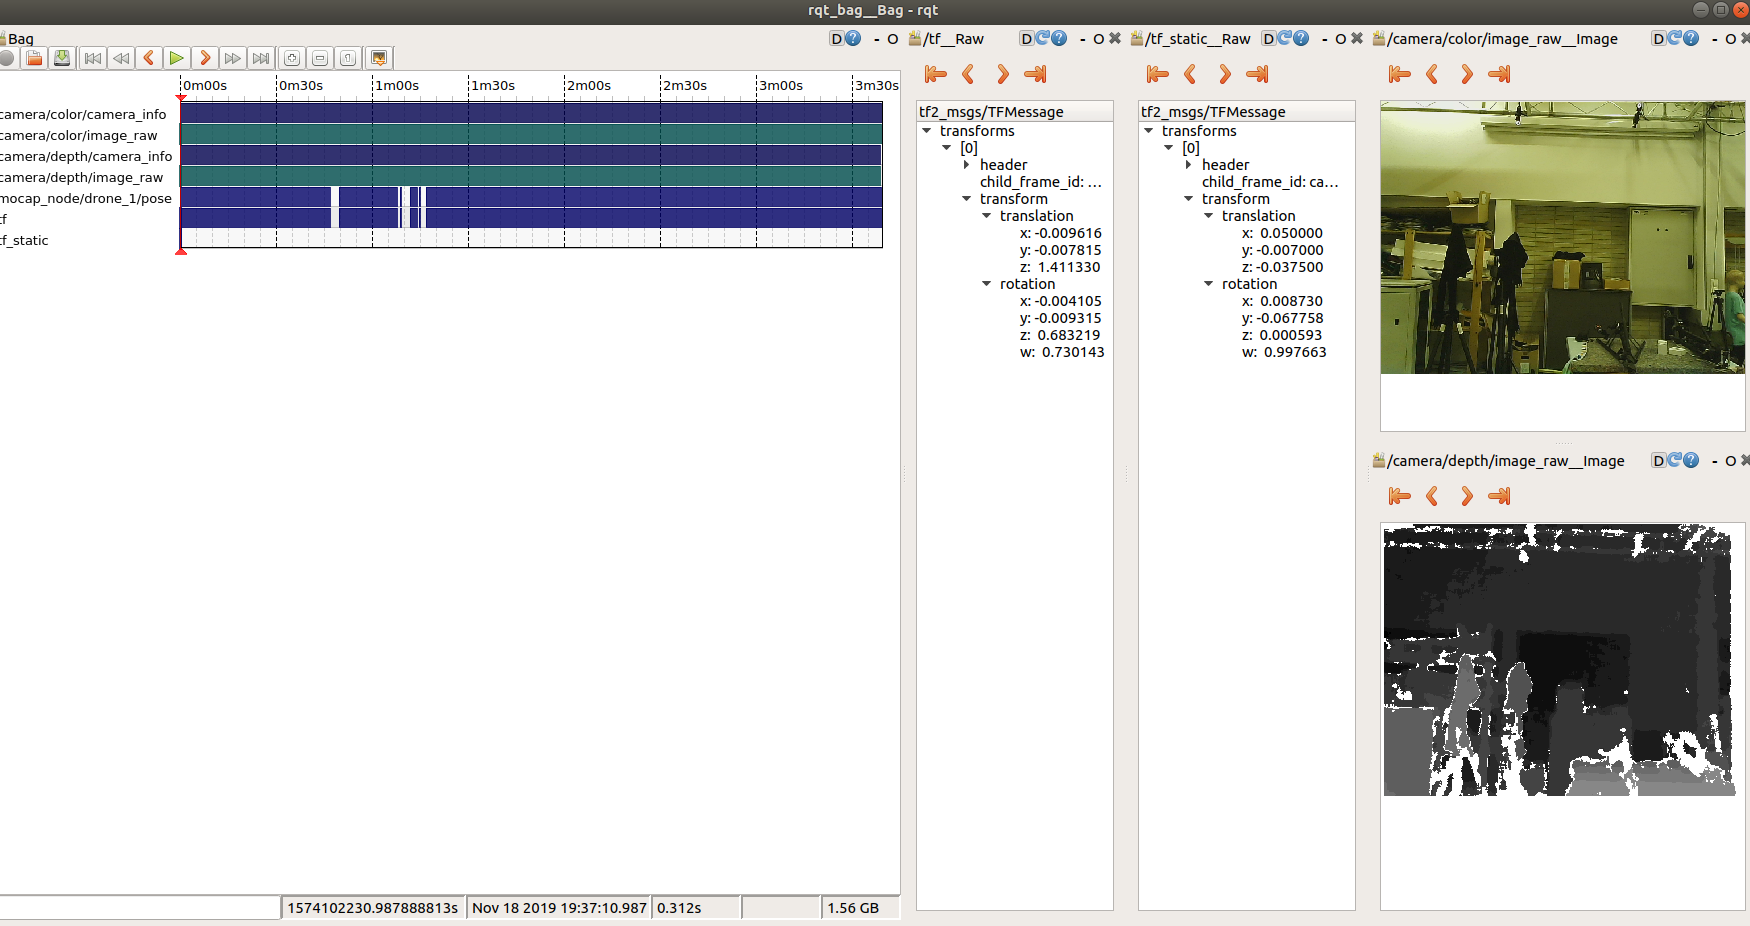 rqt_bag__Bag - rqt
Bag
D ? - O
0m00s 0m30s 1m00s 1m30s 2m00s 2m30s 3m00s 3m30s
camera/color/camera_info
camera/color/image_raw
camera/depth/camera_info
camera/depth/image_raw
mocap_node/drone_1/pose
tf
tf_static
1574102230.987888813s
Nov 18 2019 19:37:10.987
0.312s
1.56 GB
/tf__Raw
D ? - O
tf2_msgs/TFMessage
transforms
[0]
header
child_frame_id: ...
transform
translation
x: -0.009616
y: -0.007815
z: 1.411330
rotation
x: -0.004105
y: -0.009315
z: 0.683219
w: 0.730143
/tf_static__Raw
D ? - O
tf2_msgs/TFMessage
transforms
[0]
header
child_frame_id: ca...
transform
translation
x: 0.050000
y: -0.007000
z: -0.037500
rotation
x: 0.008730
y: -0.067758
z: 0.000593
w: 0.997663
/camera/color/image_raw__Image
D ? - O
/camera/depth/image_raw__Image
D ? - O